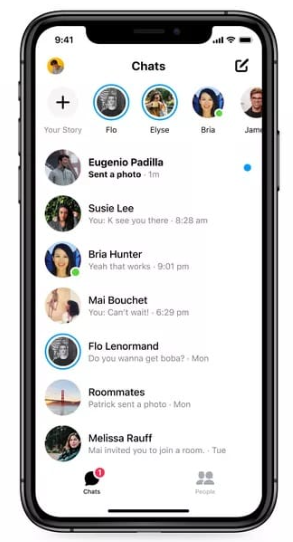 9:41
Chats
Your Story
Flo
Elyse
Bria
Jam
Eugenio Padilla
Sent a photo · 1m
Susie Lee
You: K see you there · 8:28 am
Bria Hunter
Yeah that works · 9:01 pm
Mai Bouchet
You: Can't wait! · 6:29 pm
Flo Lenormand
Do you wanna get boba? · Mon
Roommates
Patrick sent a photo · Mon
Melissa Rauff
Mai invited you to join a room. · Tue
1
Chats
People